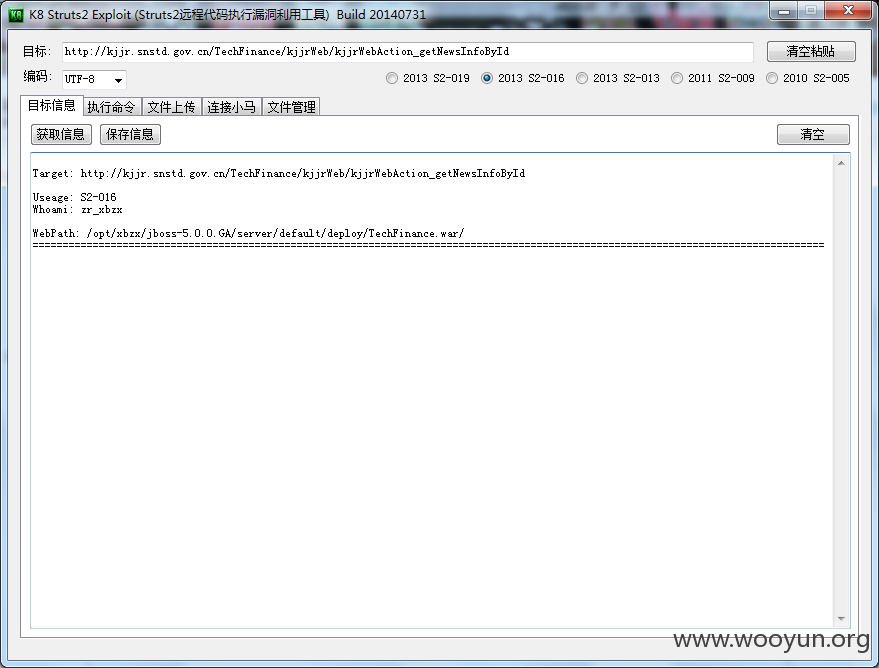 K8 Struts2 Exploit (Struts2远程代码执行漏洞利用工具) Build 20140731
目标: http://kjjr.snstd.gov.cn/TechFinance/kjjrWeb/kjjrWebAction_getNewsInfoById 清空粘贴
编码: UTF-8 2013 S2-019 2013 S2-016 2013 S2-013 2011 S2-009 2010 S2-005
目标信息 执行命令 文件上传 连接小马 文件管理
获取信息 保存信息 清空
Target: http://kjjr.snstd.gov.cn/TechFinance/kjjrWeb/kjjrWebAction_getNewsInfoById
Useage: S2-016
Whoami: zr_xbzx
WebPath: /opt/xbzx/jboss-5.0.0.GA/server/default/deploy/TechFinance.war/
====================================================================================================================================
www.wooyun.org